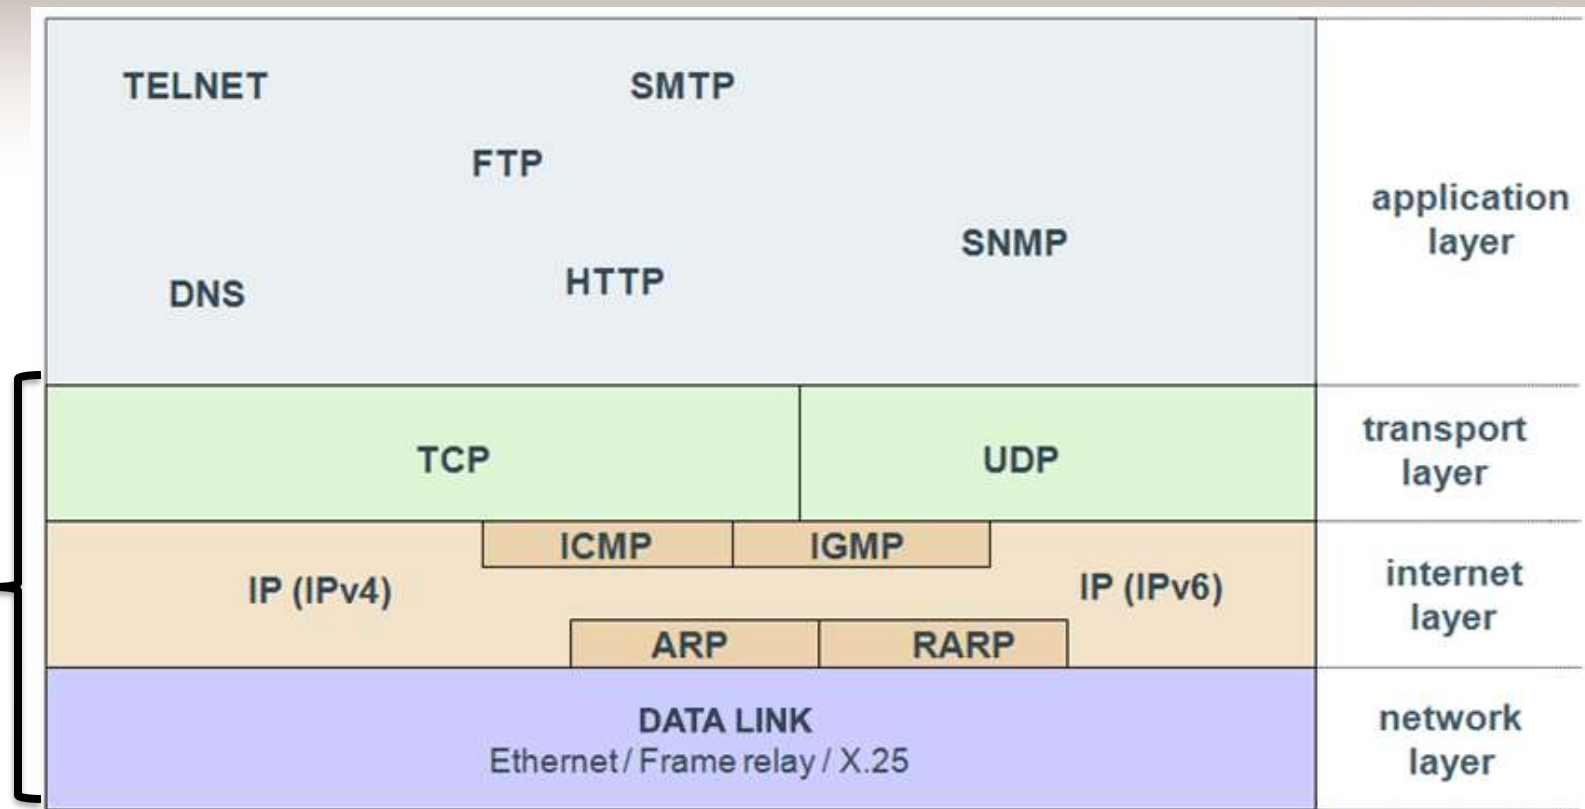 TELNET
SMTP
FTP
SNMP
HTTP
DNS
application
layer
TCP
UDP
transport
layer
ICMP
IGMP
IP (IPv4)
IP (IPv6)
ARP
RARP
internet
layer
DATA LINK
Ethernet / Frame relay / X.25
network
layer